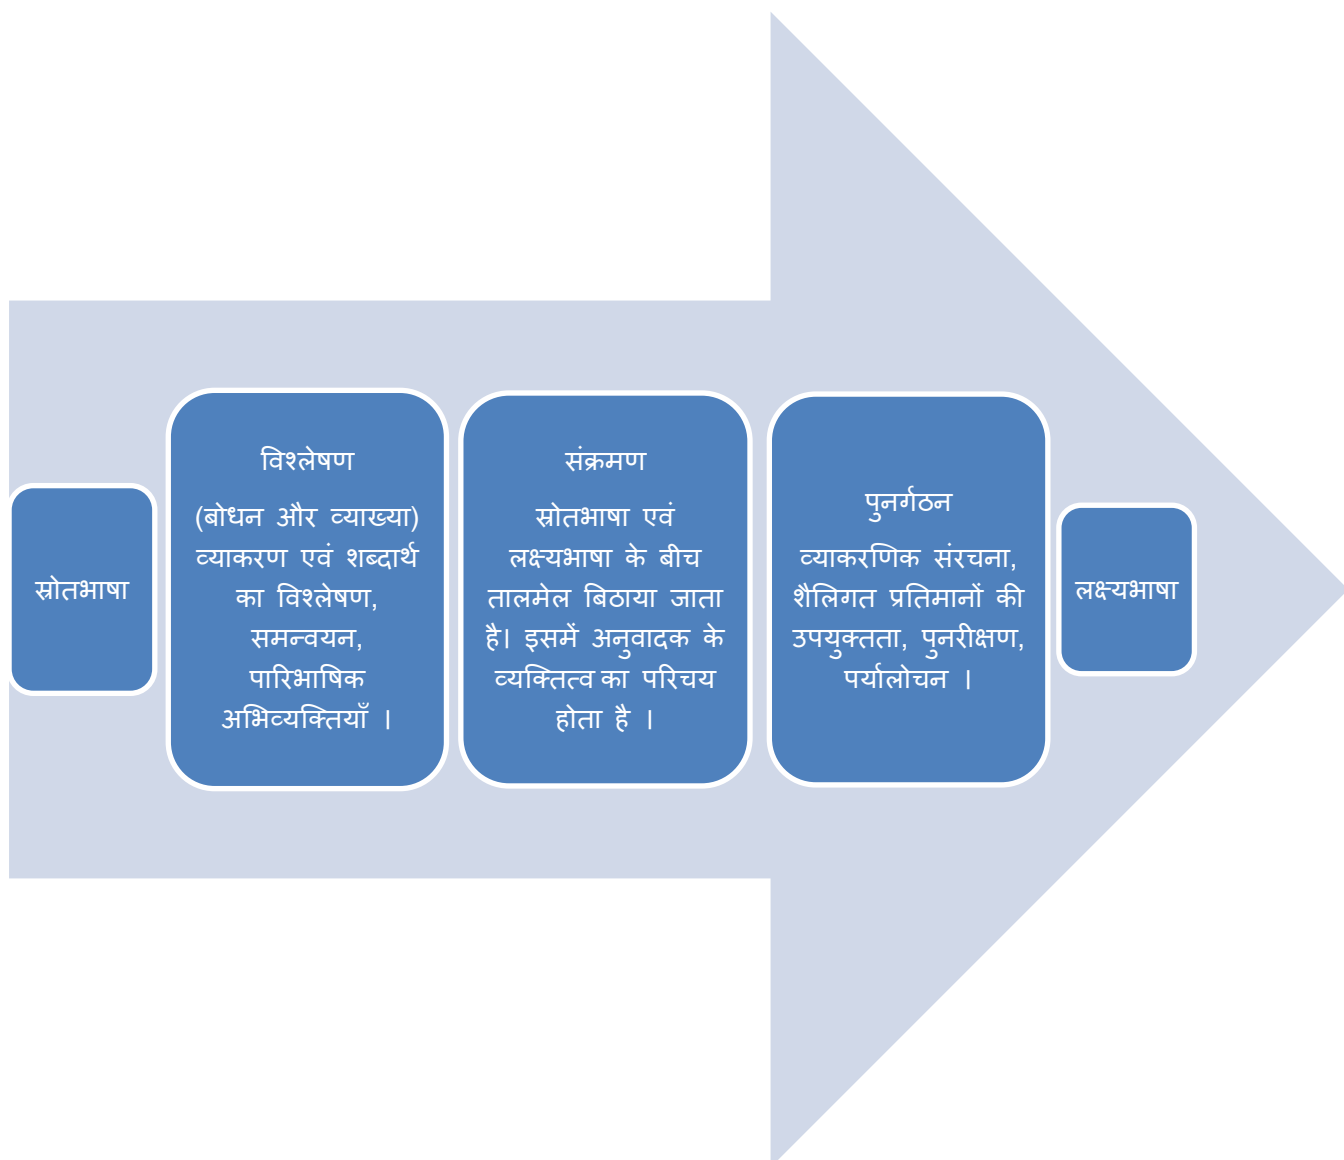 स्रोतभाषा
विश्लेषण
(बोधन और व्याख्या)
व्याकरण एवं शब्दार्थ
का विश्लेषण,
समन्वयन,
पारिभाषिक
अभिव्यक्तियाँ ।
संक्रमण
स्रोतभाषा एवं
लक्ष्यभाषा के बीच
तालमेल बिठाया जाता
है। इसमें अनुवादक के
व्यक्तित्व का परिचय
होता है ।
पुनर्गठन
व्याकरणिक संरचना,
शैलिगत प्रतिमानों की
उपयुक्तता, पुनरीक्षण,
पर्यालोचन ।
लक्ष्यभाषा